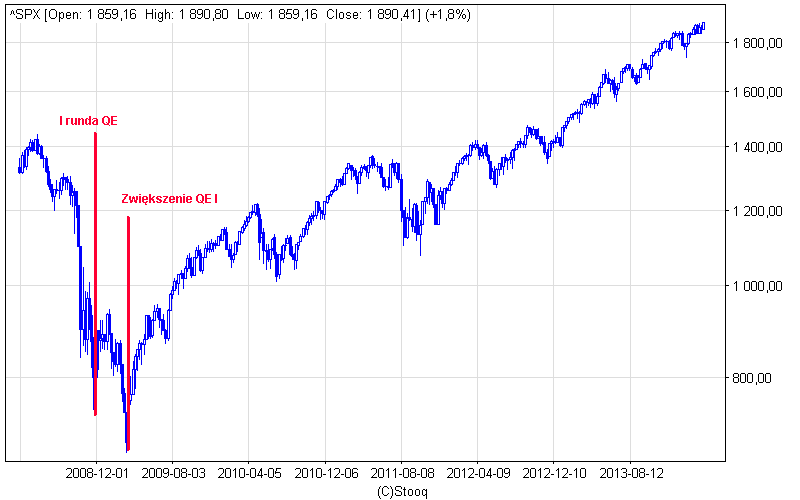 ^SPX [Open: 1 859,16 High: 1 890,80 Low: 1 859,16 Close: 1 890,41] (+1,8%)
1 800,00
1 600,00
I runda QE
1 400,00
Zwiększenie QE I
1 200,00
1 000,00
800,00
2008-12-01 2009-08-03 2010-04-05 2010-12-06 2011-08-08 2012-04-09 2012-12-10 2013-08-12
(C)Stooq